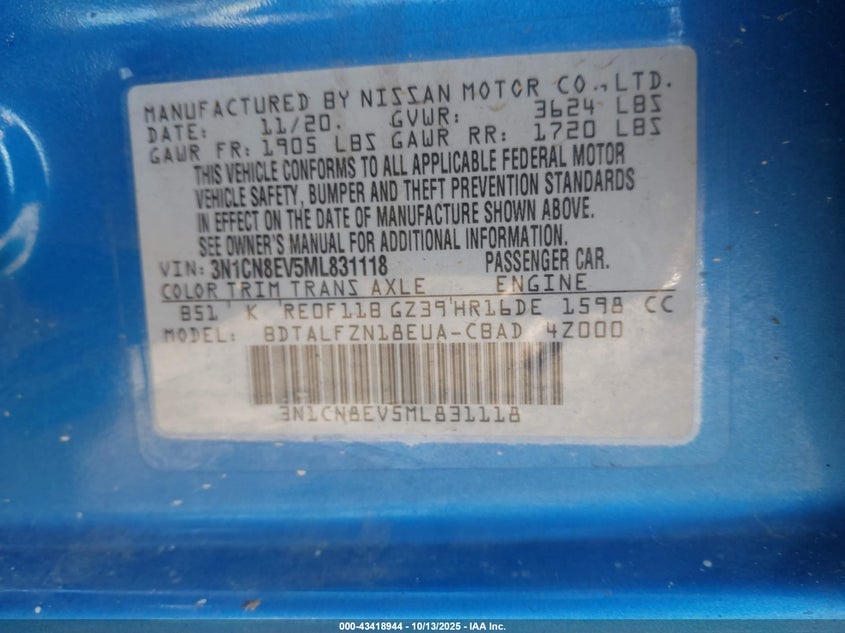 MANUFACTURED BY NISSAN MOTOR CO.,LTD.
DATE: 11/20. GVWR: 3624 LBS
GAWR FR: 1905 LBS GAWR RR: 1720 LBS
THIS VEHICLE CONFORMS TO ALL APPLICABLE FEDERAL MOTOR
VEHICLE SAFETY, BUMPER AND THEFT PREVENTION STANDARDS
IN EFFECT ON THE DATE OF MANUFACTURE SHOWN ABOVE.
SEE OWNER'S MANUAL FOR ADDITIONAL INFORMATION.
VIN: 3N1CN8EV5ML831118 PASSENGER CAR.
COLOR TRIM TRANS AXLE ENGINE
B51 K RE0F11B GZ39 HR16DE 1598 CC
MODEL: BDTALFZN18EUA-CBAD 4Z000
3N1CN8EV5ML831118
000-43418944 - 10/13/2025 - IAA Inc.